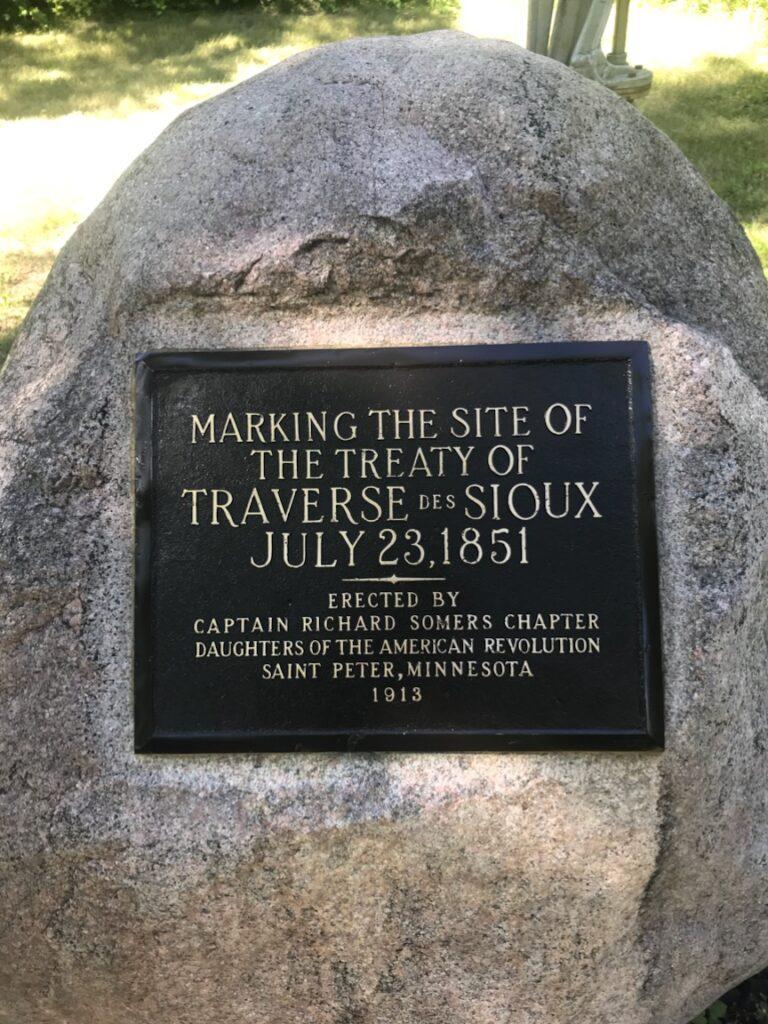 MARKING THE SITE OF
THE TREATY OF
TRAVERSE DES SIOUX
JULY 23, 1851
ERECTED BY
CAPTAIN RICHARD SOMERS CHAPTER
DAUGHTERS OF THE AMERICAN REVOLUTION
SAINT PETER, MINNESOTA
1913